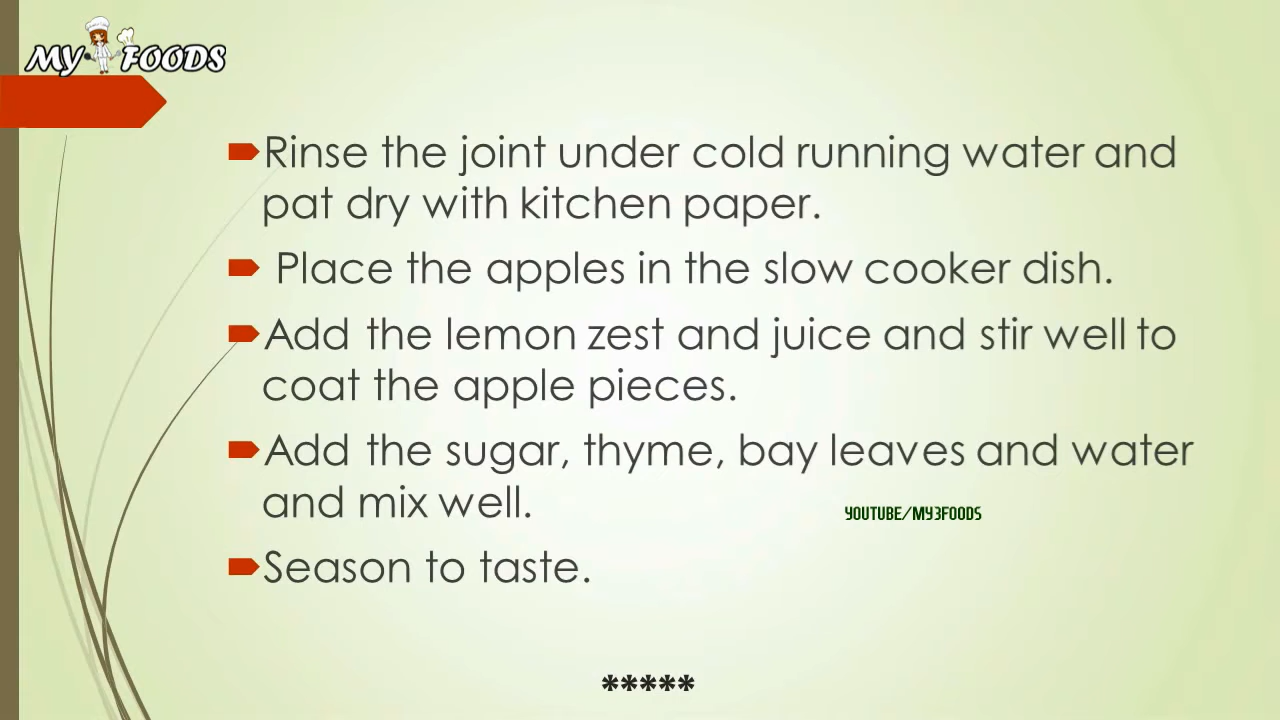 MY FOODS
Rinse the joint under cold running water and
pat dry with kitchen paper.
Place the apples in the slow cooker dish.
Add the lemon zest and juice and stir well to
coat the apple pieces.
Add the sugar, thyme, bay leaves and water
and mix well.
YOUTUBE/MY3FOODS
Season to taste.
*****